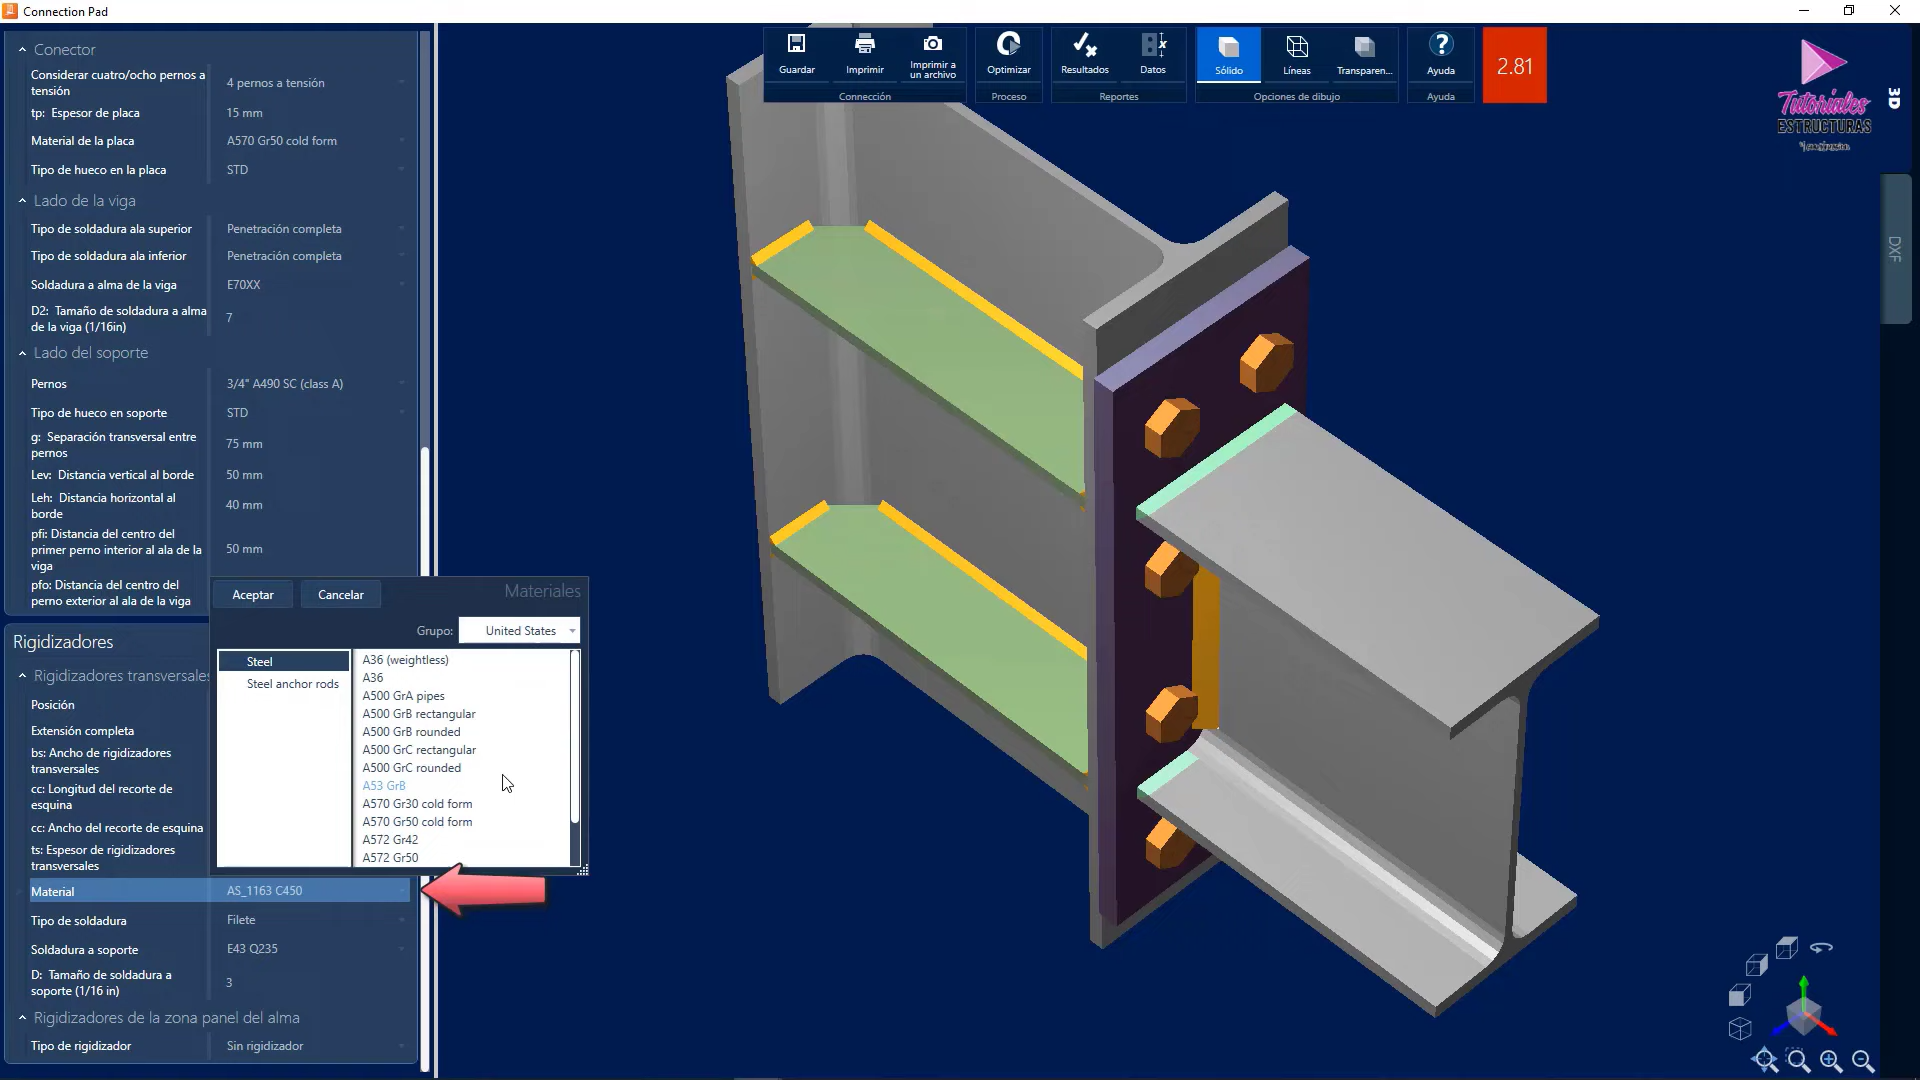 Connection Pad
Conector
Considerar cuatro/ocho pernos a
tensión
4 pernos a tensión
tp: Espesor de placa
15 mm
Material de la placa
A570 Gr50 cold form
Tipo de hueco en la placa
STD
Lado de la viga
Tipo de soldadura ala superior
Penetración completa
Tipo de soldadura ala inferior
Penetración completa
Soldadura a alma de la viga
E70XX
D2: Tamaño de soldadura a alma
de la viga (1/16in)
7
Lado del soporte
Pernos
3/4" A490 SC (class A)
Tipo de hueco en soporte
STD
g: Separación transversal entre
pernos
75 mm
Lev: Distancia vertical al borde
50 mm
Leh: Distancia horizontal al
borde
40 mm
pfi: Distancia del centro del
primer perno interior al ala de la
viga
50 mm
pfo: Distancia del centro del
perno exterior al ala de la viga
Rigidizadores
Rigidizadores transversales
Posición
Extensión completa
bs: Ancho de rigidizadores
transversales
cc: Longitud del recorte de
esquina
cc: Ancho del recorte de esquina
ts: Espesor de rigidizadores
transversales
Material
AS_1163 C450
Tipo de soldadura
Filete
Soldadura a soporte
E43 Q235
D: Tamaño de soldadura a
soporte (1/16 in)
3
Rigidizadores de la zona panel del alma
Tipo de rigidizador
Sin rigidizador
Aceptar
Cancelar
Materiales
Grupo:
United States
Steel
Steel anchor rods
A36 (weightless)
A36
A500 GrA pipes
A500 GrB rectangular
A500 GrB rounded
A500 GrC rectangular
A500 GrC rounded
A53 GrB
A570 Gr30 cold form
A570 Gr50 cold form
A572 Gr42
A572 Gr50
Guardar
Imprimir
Imprimir a
un archivo
Conección
Optimizar
Proceso
Resultados
Datos
Reportes
Sólido
Líneas
Transparen...
Opciones de dibujo
Ayuda
Ayuda
2.81
Tutoriales
ESTRUCTURAS
3D
DXF